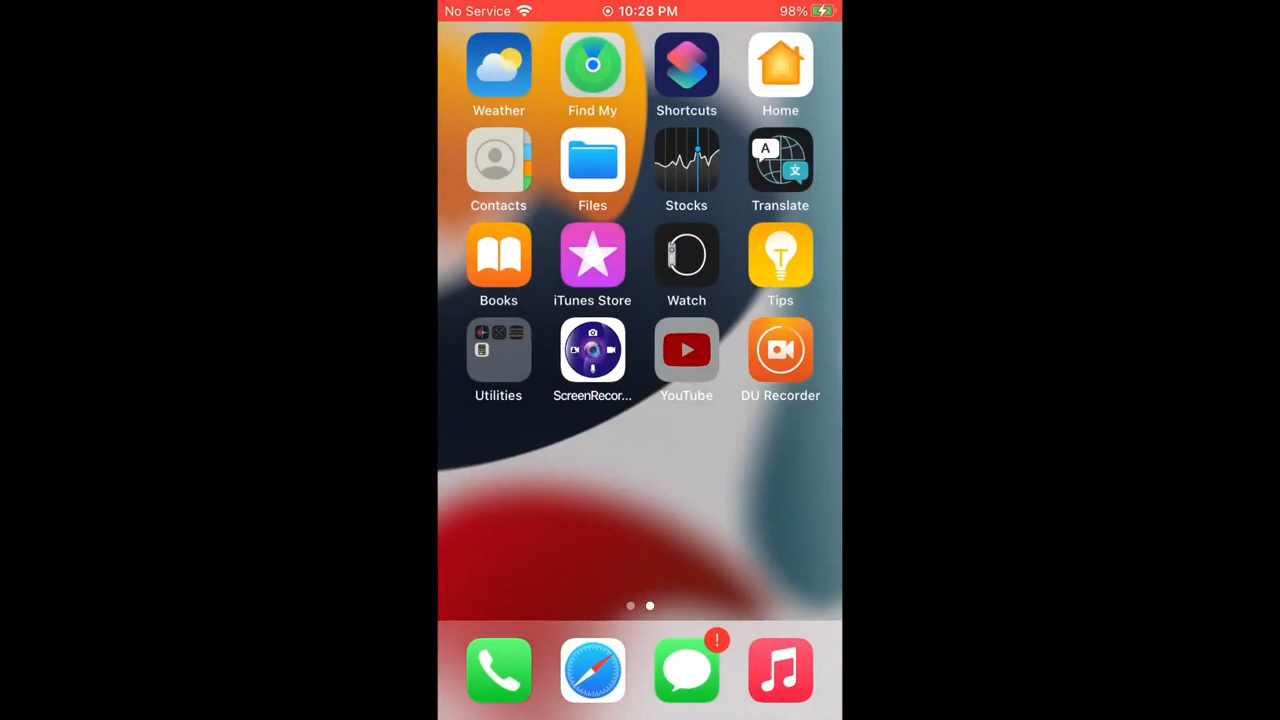 No Service 10:28 PM 98%
Weather Find My Shortcuts Home
A
文
Contacts Files Stocks Translate
Books iTunes Store Watch Tips
Utilities ScreenRecor... YouTube DU Recorder
!